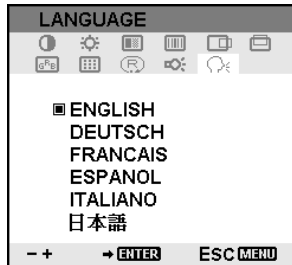 LANGUAGE
R
ENGLISH
DEUTSCH
FRANCAIS
ESPANOL
ITALIANO
日本語
- + → ENTER ESC MENU